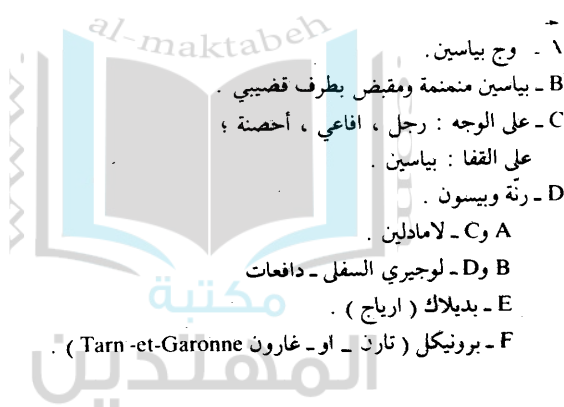 al-maktabeh
١ - وج بياسين .
B - بياسين منمنمة ومقبض بطرف قضيبي .
C - على الوجه : رجل ، افاعي ، أحصنة ؛
على القفا : بياسين .
D - رنّة وبيسون .
A وC - لامادلين .
B وD - لوجيري السفلى - دافعات
E - بديلاك ( ارياج ) .
F - برونيكل ( تارن - او - غارون Tarn -et-Garonne ) .
مكتبة
المهتدين